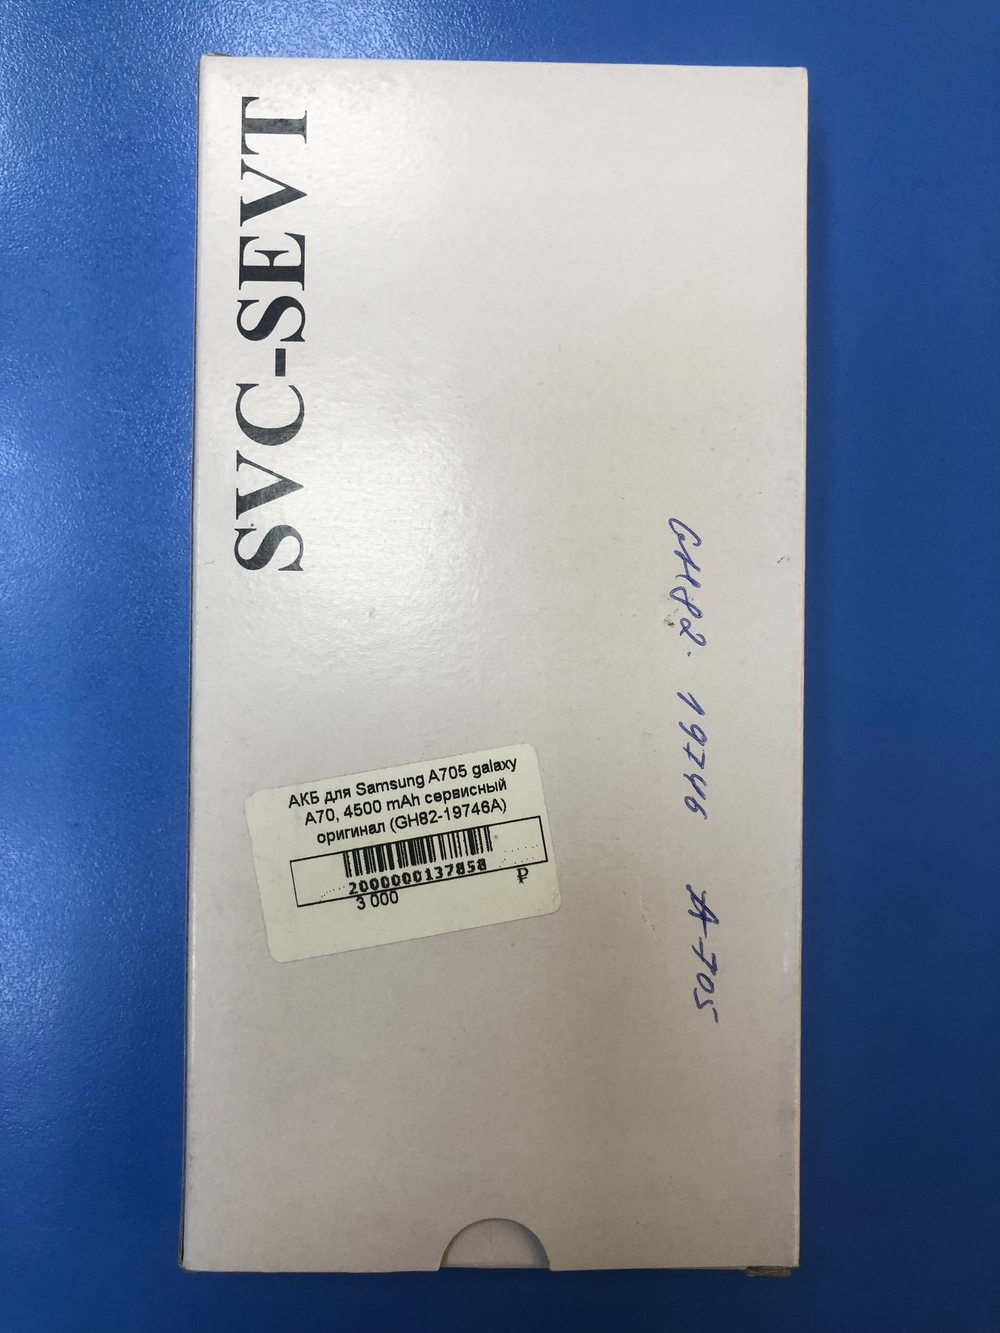 SVC-SEVT
GH82. 19746 A-705
АКБ для Samsung A705 galaxy
A70, 4500 mAh сервисный
оригинал (GH82-19746A)
2000000137858
3 000 ₽